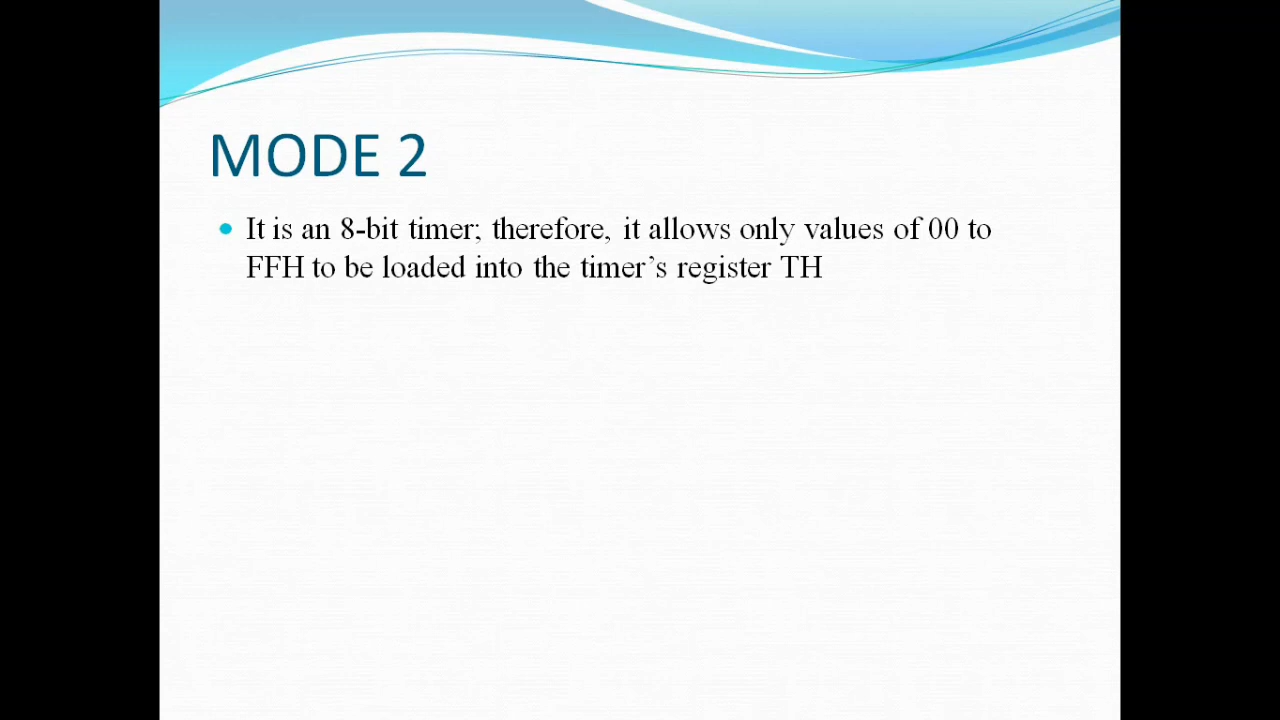 MODE 2
It is an 8-bit timer; therefore, it allows only values of 00 to
FFH to be loaded into the timer’s register TH